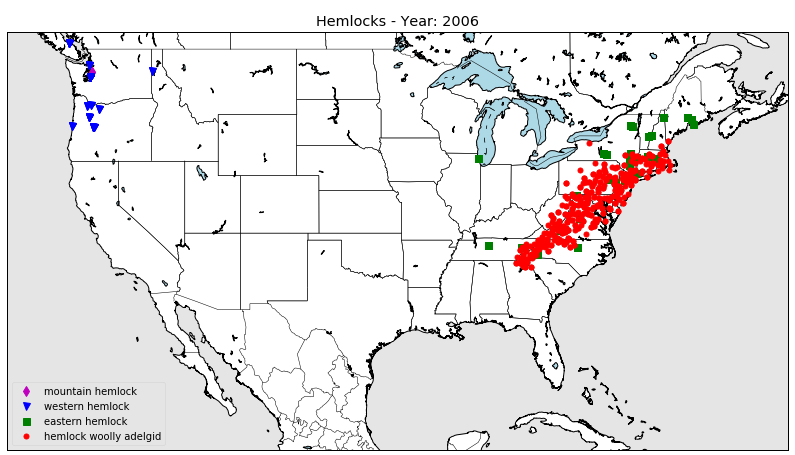 Hemlocks - Year: 2006
mountain hemlock
western hemlock
eastern hemlock
hemlock woolly adelgid